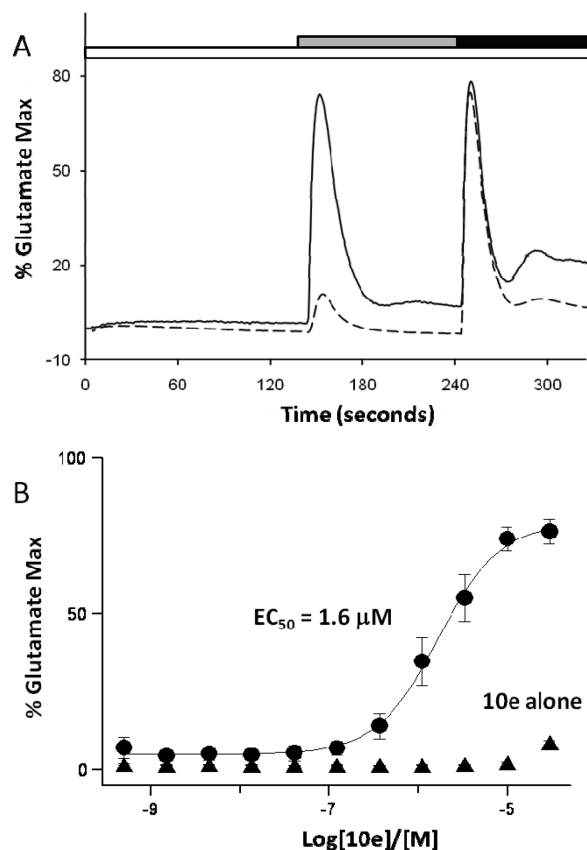 A
% Glutamate Max
80
50
20
-10
0
60
120
180
240
300
Time (seconds)
B
% Glutamate Max
100
50
0
EC₅₀ = 1.6 µM
10e alone
-9
-7
-5
Log[10e]/[M]